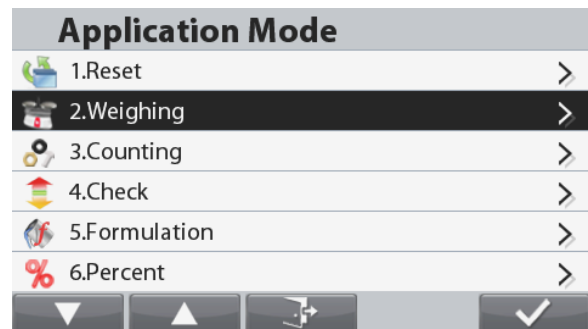 Application Mode
1.Reset
2.Weighing
3.Counting
4.Check
5.Formulation
6.Percent